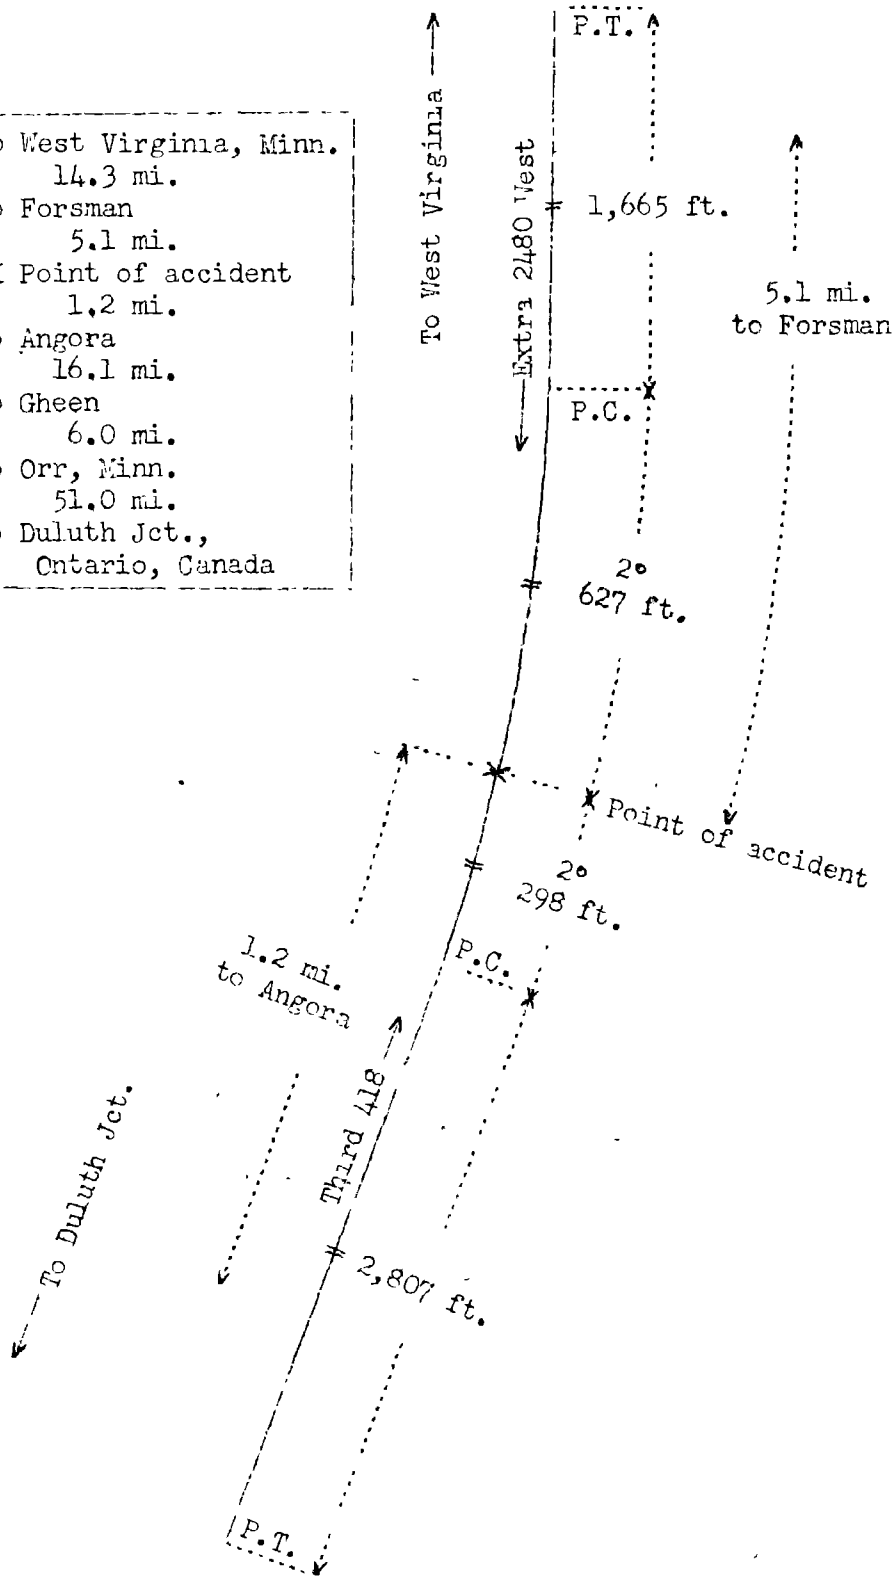 West Virginia, Minn.
14.3 mi.
Forsman
5.1 mi.
Point of accident
1.2 mi.
Angora
16.1 mi.
Gheen
6.0 mi.
Orr, Minn.
51.0 mi.
Duluth Jct.,
Ontario, Canada
To West Virginia
Extra 2480 West
P.T.
1,665 ft.
5.1 mi.
to Forsman
P.C.
2°
627 ft.
Point of accident
2°
298 ft.
P.C.
1.2 mi.
to Angora
Third 418
To Duluth Jct.
2,807 ft.
P.T.